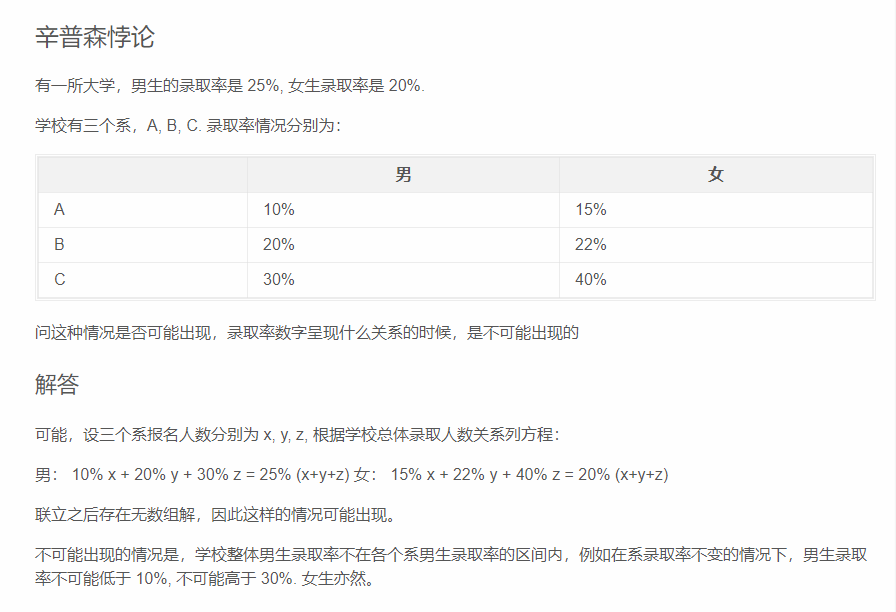 辛普森悖论
有一所大学，男生的录取率是 25%, 女生录取率是 20%.
学校有三个系，A, B, C. 录取率情况分别为：
男 女
A 10% 15%
B 20% 22%
C 30% 40%
问这种情况是否可能出现，录取率数字呈现什么关系的时候，是不可能出现的
解答
可能，设三个系报名人数分别为 x, y, z, 根据学校总体录取人数关系列方程：
男： 10% x + 20% y + 30% z = 25% (x+y+z) 女： 15% x + 22% y + 40% z = 20% (x+y+z)
联立之后存在无数组解，因此这样的情况可能出现。
不可能出现的情况是，学校整体男生录取率不在各个系男生录取率的区间内，例如在系录取率不变的情况下，男生录取
率不可能低于 10%, 不可能高于 30%. 女生亦然。